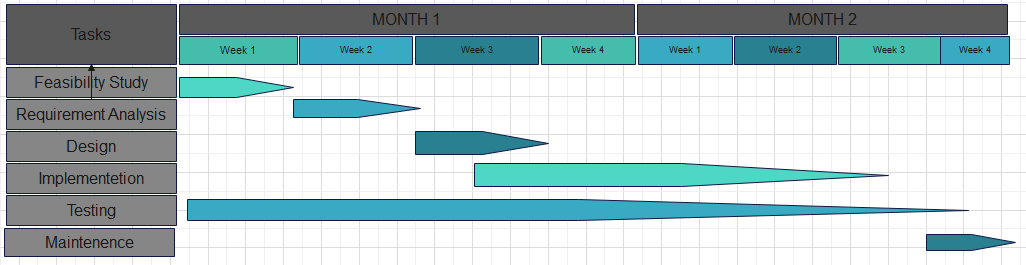 Tasks
MONTH 1
MONTH 2
Week 1
Week 2
Week 3
Week 4
Week 1
Week 2
Week 3
Week 4
Feasibility Study
Requirement Analysis
Design
Implementetion
Testing
Maintenence